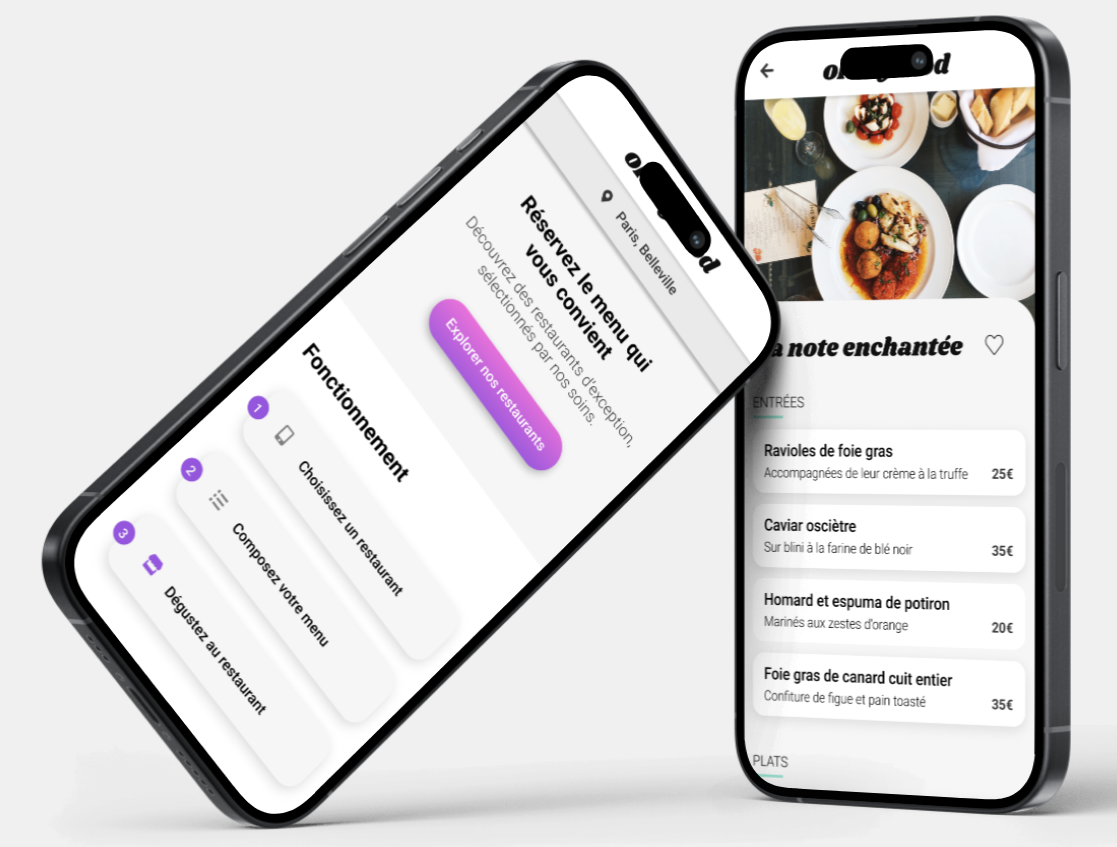 Paris, Belleville
Réservez le menu qui
vous convient
Découvrez des restaurants d'exception,
sélectionnés par nos soins.
Explorer nos restaurants
Fonctionnement
1
Choisissez un restaurant
2
Composez votre menu
3
Dégustez au restaurant
a note enchantée
ENTRÉES
Ravioles de foie gras
Accompagnées de leur crème à la truffe
25€
Caviar osciètre
Sur blini à la farine de blé noir
35€
Homard et espuma de potiron
Marinés aux zestes d'orange
20€
Foie gras de canard cuit entier
Confiture de figue et pain toasté
35€
PLATS